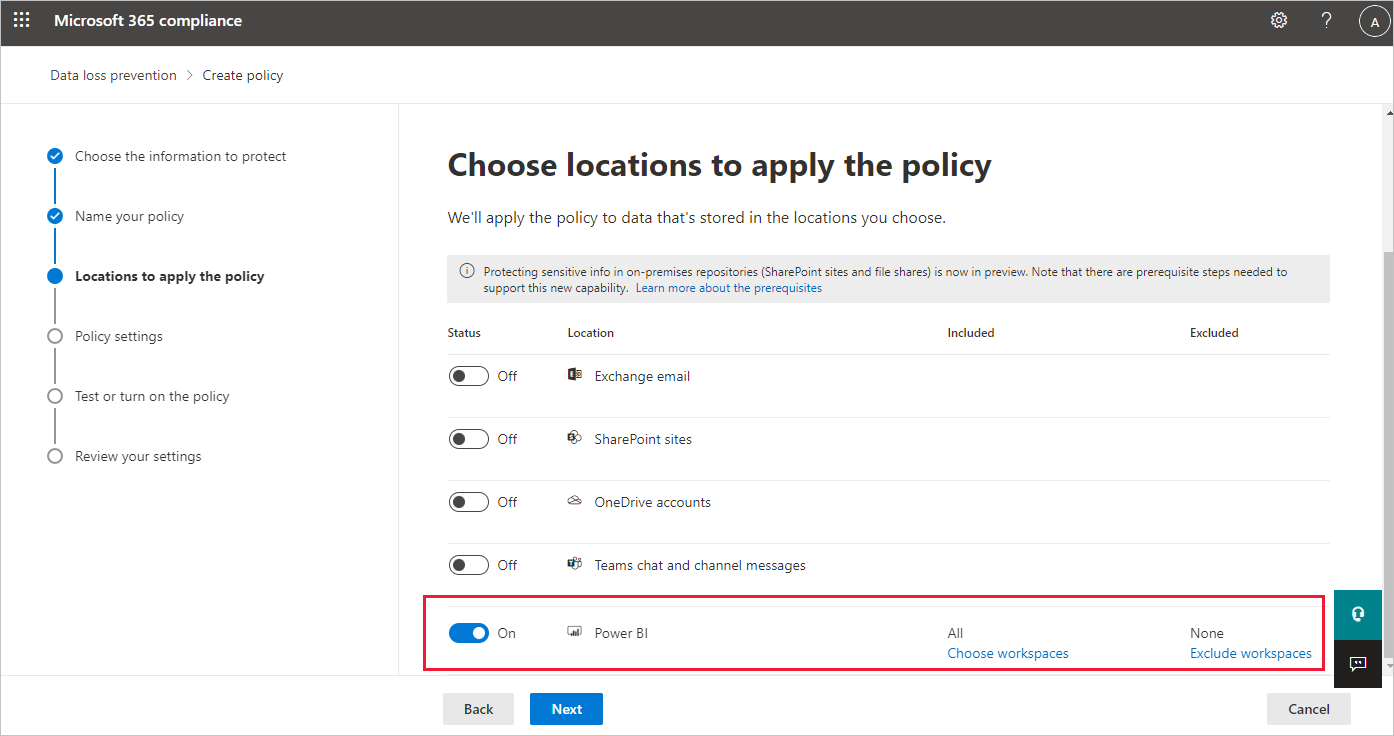 Microsoft 365 compliance
?
A
Data loss prevention > Create policy
Choose the information to protect
Name your policy
Locations to apply the policy
Policy settings
Test or turn on the policy
Review your settings
Choose locations to apply the policy
We'll apply the policy to data that's stored in the locations you choose.
Protecting sensitive info in on-premises repositories (SharePoint sites and file shares) is now in preview. Note that there are prerequisite steps needed to
support this new capability. Learn more about the prerequisites
Status Location Included Excluded
Off Exchange email
Off SharePoint sites
Off OneDrive accounts
Off Teams chat and channel messages
On Power BI All None
Choose workspaces Exclude workspaces
Back Next Cancel